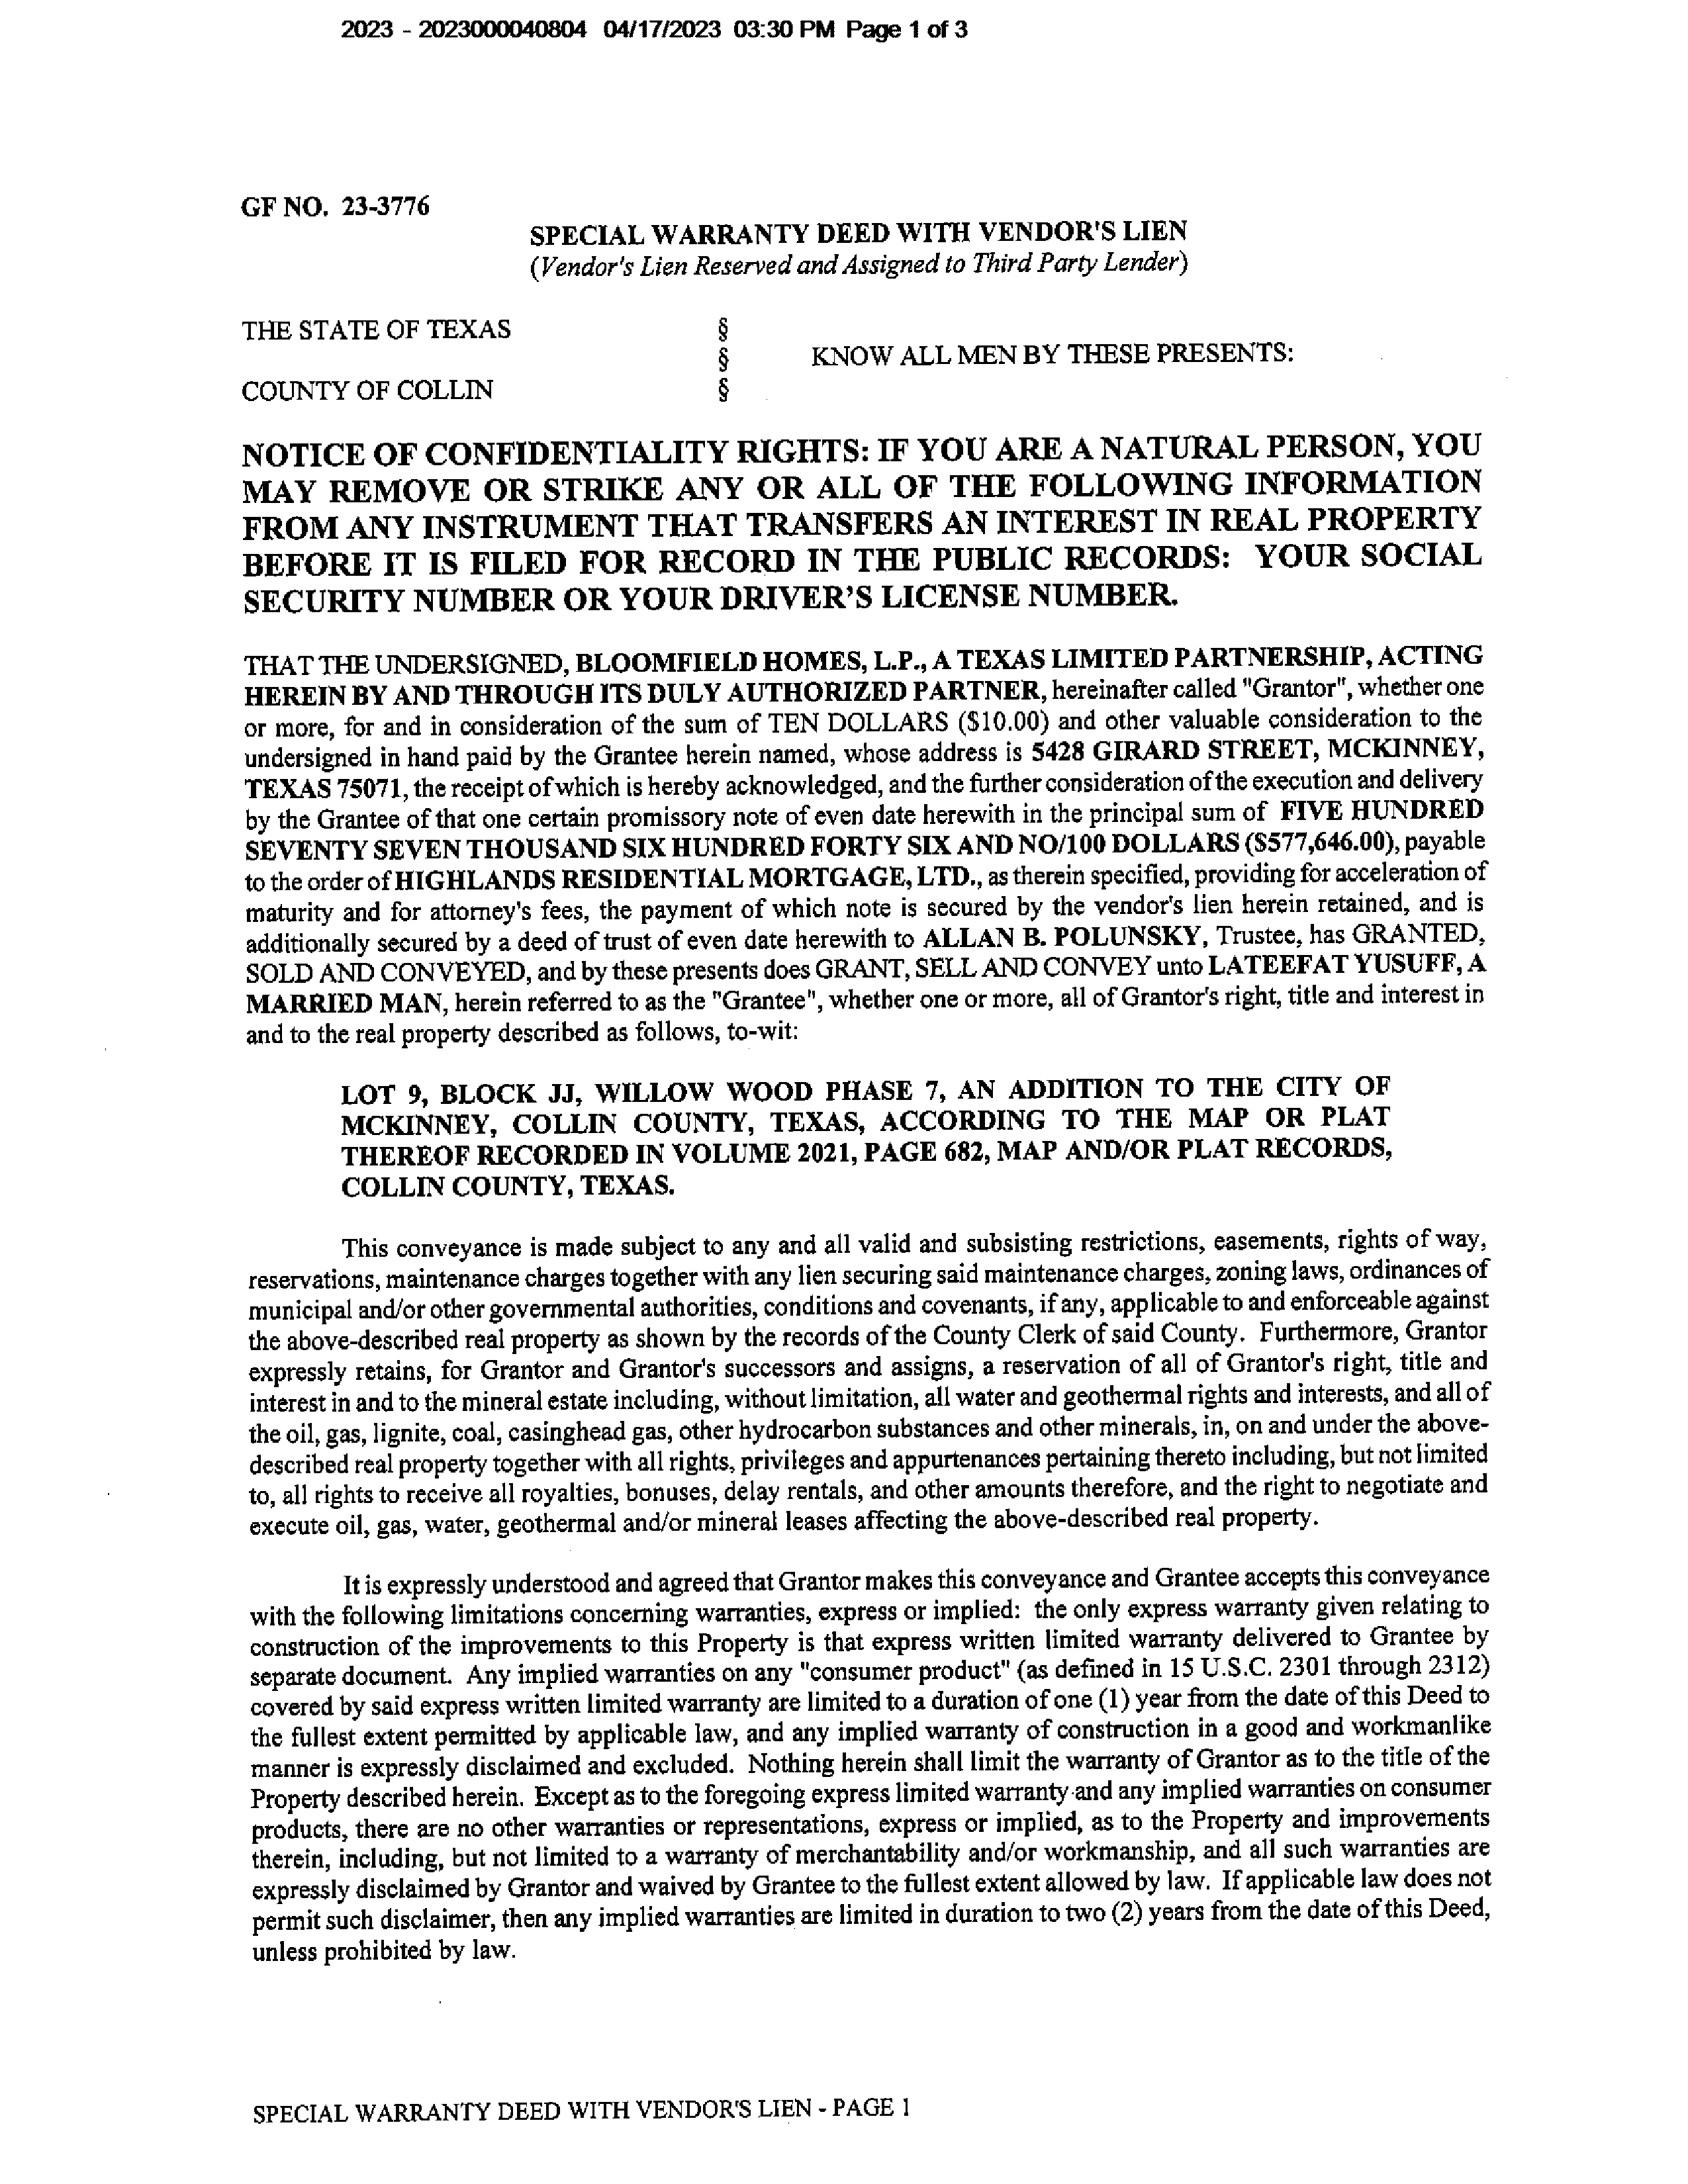 2023 - 2023000040804 04/17/2023 03:30 PM Page 1 of 3
GF NO. 23-3776
SPECIAL WARRANTY DEED WITH VENDOR'S LIEN
(Vendor's Lien Reserved and Assigned to Third Party Lender)
THE STATE OF TEXAS §
§ KNOW ALL MEN BY THESE PRESENTS:
COUNTY OF COLLIN §
NOTICE OF CONFIDENTIALITY RIGHTS: IF YOU ARE A NATURAL PERSON, YOU
MAY REMOVE OR STRIKE ANY OR ALL OF THE FOLLOWING INFORMATION
FROM ANY INSTRUMENT THAT TRANSFERS AN INTEREST IN REAL PROPERTY
BEFORE IT IS FILED FOR RECORD IN THE PUBLIC RECORDS: YOUR SOCIAL
SECURITY NUMBER OR YOUR DRIVER'S LICENSE NUMBER.
THAT THE UNDERSIGNED, BLOOMFIELD HOMES, L.P., A TEXAS LIMITED PARTNERSHIP, ACTING
HEREIN BY AND THROUGH ITS DULY AUTHORIZED PARTNER, hereinafter called "Grantor", whether one
or more, for and in consideration of the sum of TEN DOLLARS ($10.00) and other valuable consideration to the
undersigned in hand paid by the Grantee herein named, whose address is 5428 GIRARD STREET, MCKINNEY,
TEXAS 75071, the receipt of which is hereby acknowledged, and the further consideration of the execution and delivery
by the Grantee of that one certain promissory note of even date herewith in the principal sum of FIVE HUNDRED
SEVENTY SEVEN THOUSAND SIX HUNDRED FORTY SIX AND NO/100 DOLLARS ($577,646.00), payable
to the order of HIGHLANDS RESIDENTIAL MORTGAGE, LTD., as therein specified, providing for acceleration of
maturity and for attorney's fees, the payment of which note is secured by the vendor's lien herein retained, and is
additionally secured by a deed of trust of even date herewith to ALLAN B. POLUNSKY, Trustee, has GRANTED,
SOLD AND CONVEYED, and by these presents does GRANT, SELL AND CONVEY unto LATEEFAT YUSUFF, A
MARRIED MAN, herein referred to as the "Grantee", whether one or more, all of Grantor's right, title and interest in
and to the real property described as follows, to-wit:
LOT 9, BLOCK JJ, WILLOW WOOD PHASE 7, AN ADDITION TO THE CITY OF
MCKINNEY, COLLIN COUNTY, TEXAS, ACCORDING TO THE MAP OR PLAT
THEREOF RECORDED IN VOLUME 2021, PAGE 682, MAP AND/OR PLAT RECORDS,
COLLIN COUNTY, TEXAS.
This conveyance is made subject to any and all valid and subsisting restrictions, easements, rights of way,
reservations, maintenance charges together with any lien securing said maintenance charges, zoning laws, ordinances of
municipal and/or other governmental authorities, conditions and covenants, if any, applicable to and enforceable against
the above-described real property as shown by the records of the County Clerk of said County. Furthermore, Grantor
expressly retains, for Grantor and Grantor's successors and assigns, a reservation of all of Grantor's right, title and
interest in and to the mineral estate including, without limitation, all water and geothermal rights and interests, and all of
the oil, gas, lignite, coal, casinghead gas, other hydrocarbon substances and other minerals, in, on and under the above-
described real property together with all rights, privileges and appurtenances pertaining thereto including, but not limited
to, all rights to receive all royalties, bonuses, delay rentals, and other amounts therefore, and the right to negotiate and
execute oil, gas, water, geothermal and/or mineral leases affecting the above-described real property.
It is expressly understood and agreed that Grantor makes this conveyance and Grantee accepts this conveyance
with the following limitations concerning warranties, express or implied: the only express warranty given relating to
construction of the improvements to this Property is that express written limited warranty delivered to Grantee by
separate document. Any implied warranties on any "consumer product" (as defined in 15 U.S.C. 2301 through 2312)
covered by said express written limited warranty are limited to a duration of one (1) year from the date of this Deed to
the fullest extent permitted by applicable law, and any implied warranty of construction in a good and workmanlike
manner is expressly disclaimed and excluded. Nothing herein shall limit the warranty of Grantor as to the title of the
Property described herein. Except as to the foregoing express limited warranty and any implied warranties on consumer
products, there are no other warranties or representations, express or implied, as to the Property and improvements
therein, including, but not limited to a warranty of merchantability and/or workmanship, and all such warranties are
expressly disclaimed by Grantor and waived by Grantee to the fullest extent allowed by law. If applicable law does not
permit such disclaimer, then any implied warranties are limited in duration to two (2) years from the date of this Deed,
unless prohibited by law.
SPECIAL WARRANTY DEED WITH VENDOR'S LIEN - PAGE 1